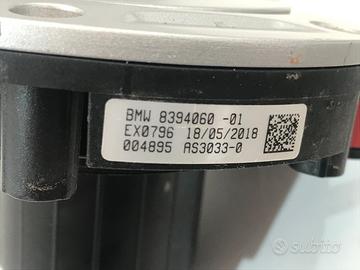 BMW 8394060 -01
EX0796 18/05/2018
004895 AS3033-0
subito